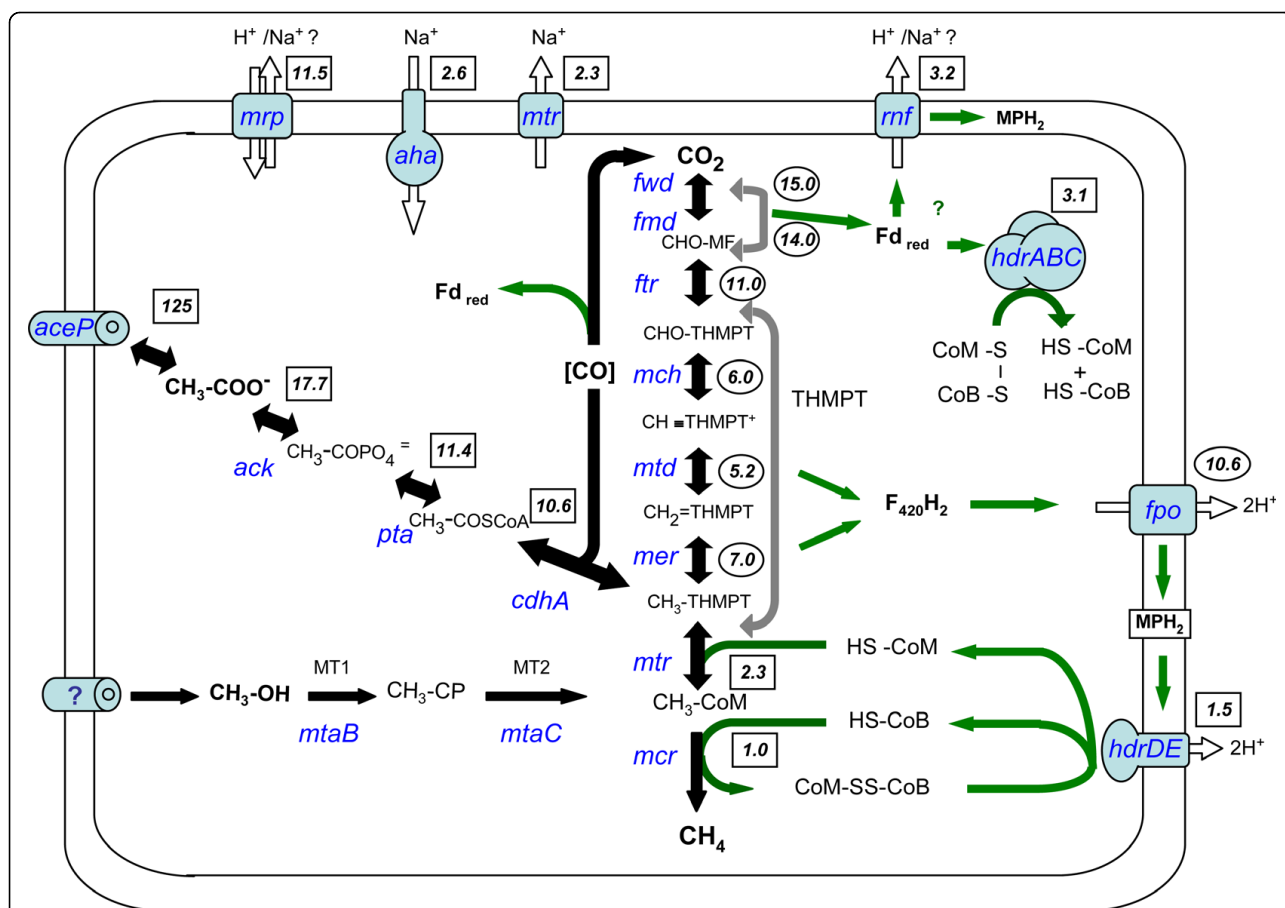 H⁺ /Na⁺ ?
11.5
Na⁺
2.6
Na⁺
2.3
H⁺ /Na⁺ ?
3.2
mrp
aha
mtr
rnf
MPH₂
CO₂
fwd
15.0
fmd
CHO-MF
14.0
Fd red
?
3.1
hdrABC
ftr
11.0
Fd red
CHO-THMPT
CoM -S
CoB -S
HS -CoM
+
HS -CoB
aceP
125
CH₃-COO⁻
17.7
[CO]
mch
6.0
THMPT
CH ≡THMPT⁺
ack
CH₃-COPO₄ =
11.4
mtd
5.2
F₄₂₀H₂
10.6
fpo
2H⁺
pta
CH₃-COSCoA
10.6
CH₂=THMPT
mer
7.0
cdhA
CH₃-THMPT
MPH₂
mtr
HS -CoM
2.3
?
CH₃-OH
MT1
CH₃-CP
MT2
mtaB
mtaC
CH₃-CoM
HS-CoB
1.5
hdrDE
2H⁺
mcr
1.0
CoM-SS-CoB
CH₄